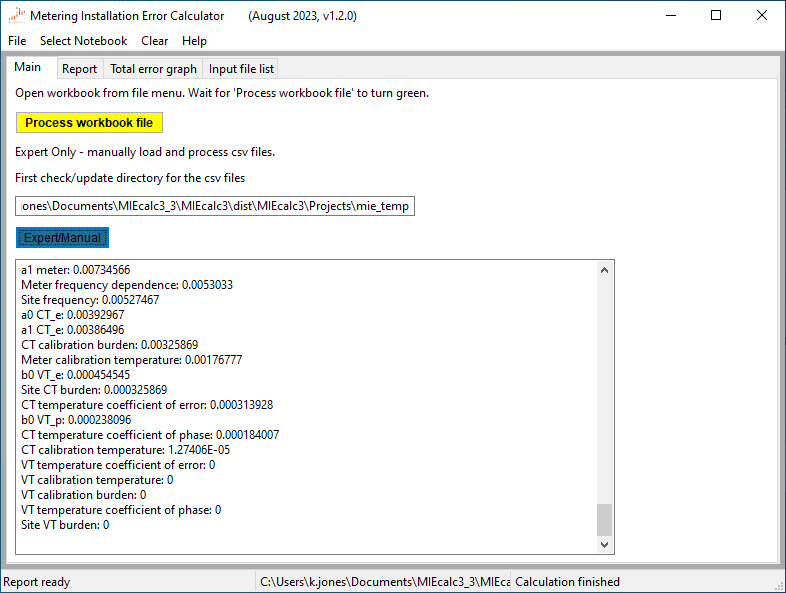 Metering Installation Error Calculator (August 2023, v1.2.0)
File Select Notebook Clear Help
Main Report Total error graph Input file list
Open workbook from file menu. Wait for 'Process workbook file' to turn green.
Process workbook file
Expert Only - manually load and process csv files.
First check/update directory for the csv files
ones\Documents\MIEcalc3_3\MIEcalc3\dist\MIEcalc3\Projects\mie_temp
Expert/Manual
a1 meter: 0.00734566
Meter frequency dependence: 0.0053033
Site frequency: 0.00527467
a0 CT_e: 0.00392967
a1 CT_e: 0.00386496
CT calibration burden: 0.00325869
Meter calibration temperature: 0.00176777
b0 VT_e: 0.000454545
Site CT burden: 0.000325869
CT temperature coefficient of error: 0.000313928
b0 VT_p: 0.000238096
CT temperature coefficient of phase: 0.000184007
CT calibration temperature: 1.27406E-05
VT temperature coefficient of error: 0
VT calibration temperature: 0
VT calibration burden: 0
VT temperature coefficient of phase: 0
Site VT burden: 0
Report ready C:\Users\k.jones\Documents\MIEcalc3_3\MIEca Calculation finished